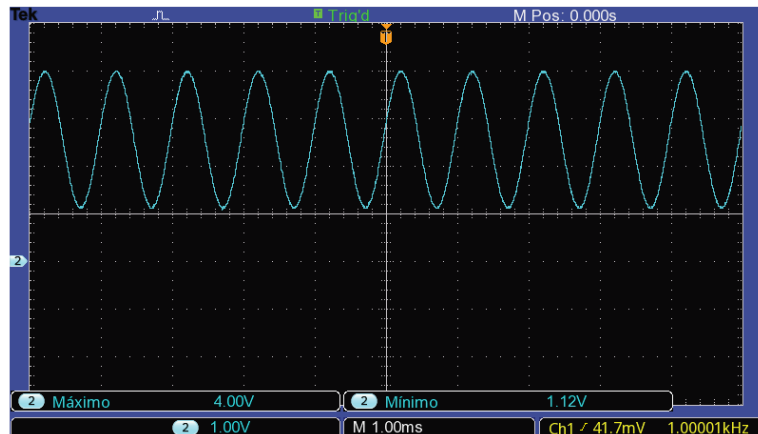 Tek T Trig'd M Pos: 0.000s
T
2
2 Máximo 4.00V 2 Mínimo 1.12V
2 1.00V M 1.00ms Ch1 41.7mV 1.00001kHz